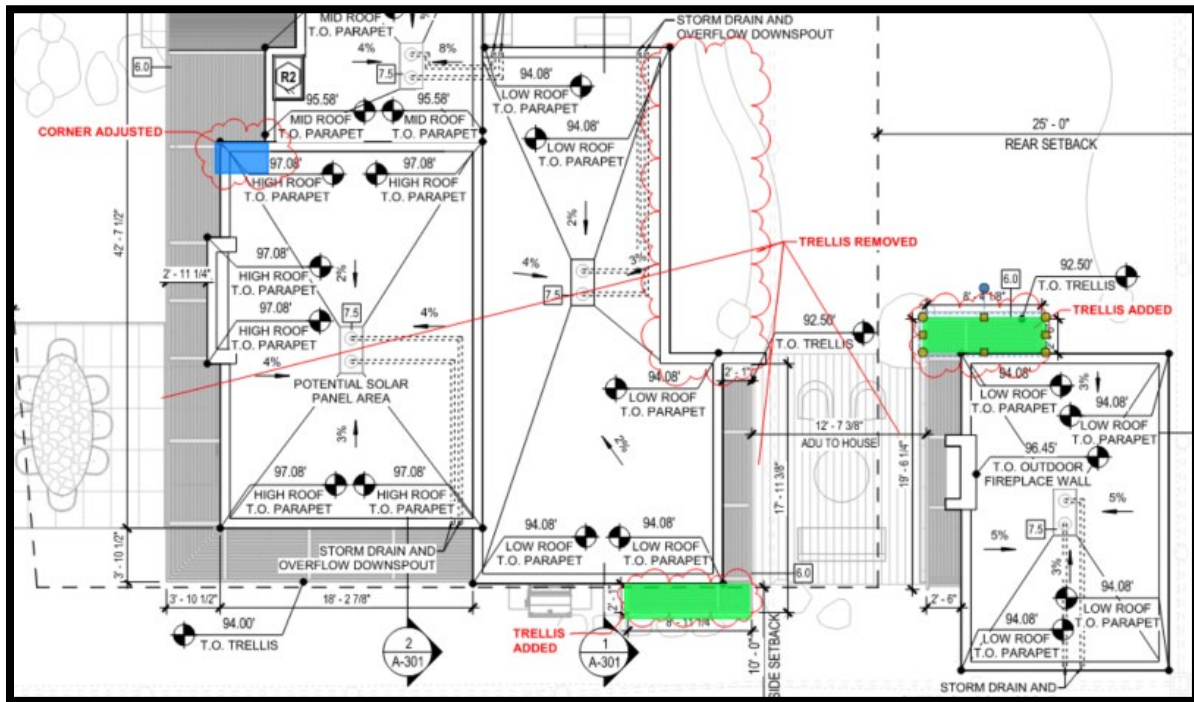 MID ROOF
T.O. PARAPET
STORM DRAIN AND
OVERFLOW DOWNSPOUT
4%
8%
6.0
R2
7.5
94.08'
LOW ROOF
T.O. PARAPET
95.58'
MID ROOF
T.O. PARAPET
95.58'
MID ROOF
T.O. PARAPET
94.08'
LOW ROOF
T.O. PARAPET
CORNER ADJUSTED
25' - 0"
REAR SETBACK
97.08'
HIGH ROOF
T.O. PARAPET
97.08'
HIGH ROOF
T.O. PARAPET
42' - 7 1/2"
2%
TRELLIS REMOVED
97.08'
HIGH ROOF
T.O. PARAPET
2' - 11 1/4"
2%
4%
3%
7.5
92.50'
T.O. TRELLIS
6.0
8' - 4 1/8"
TRELLIS ADDED
97.08'
HIGH ROOF
T.O. PARAPET
7.5
4%
92.50'
T.O. TRELLIS
4%
POTENTIAL SOLAR
PANEL AREA
94.08'
LOW ROOF
T.O. PARAPET
2' - 1"
94.08'
LOW ROOF
T.O. PARAPET
3%
94.08'
LOW ROOF
T.O. PARAPET
3%
2%
12' - 7 3/8"
ADU TO HOUSE
19' - 6 1/4"
96.45'
T.O. OUTDOOR
FIREPLACE WALL
97.08'
HIGH ROOF
T.O. PARAPET
97.08'
HIGH ROOF
T.O. PARAPET
17' - 11 3/8"
5%
7.5
5%
94.08'
LOW ROOF
T.O. PARAPET
94.08'
LOW ROOF
T.O. PARAPET
3' - 10 1/2"
STORM DRAIN AND
OVERFLOW DOWNSPOUT
6.0
3%
94.08'
LOW ROOF
T.O. PARAPET
3' - 10 1/2"
18' - 2 7/8"
2' - 1"
2' - 6"
94.08'
LOW ROOF
T.O. PARAPET
94.00'
T.O. TRELLIS
8' - 11 1/4"
TRELLIS
ADDED
2
A-301
1
A-301
10' - 0"
SIDE SETBACK
STORM DRAIN AND